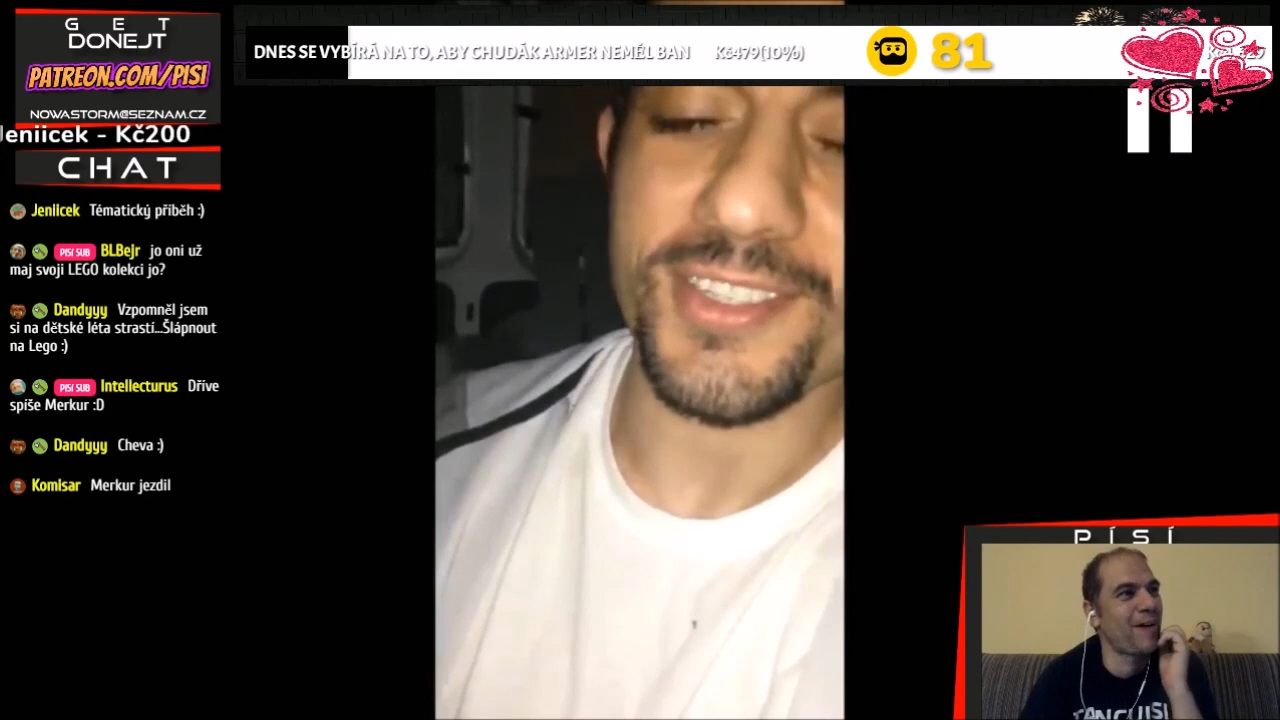 GET
DONEJT
PATREON.COM/PISI
NOWASTORM@SEZNAM.CZ
Jeniicek - Kč200
CHAT
Jeniicek Tématický příběh :)
PISI SUB BLBejr jo oni už
maj svoji LEGO kolekci jo?
Dandyyy Vzpomněl jsem
si na dětské léta strastí...Šlápnout
na Lego :)
PISI SUB Intellecturus Dříve
spíše Merkur :D
Dandyyy Cheva :)
Komisar Merkur jezdil
DNES SE VYBÍRÁ NA TO, ABY CHUDÁK ARMER NEMĚL BAN Kč479(10%)
81
PÍSÍ